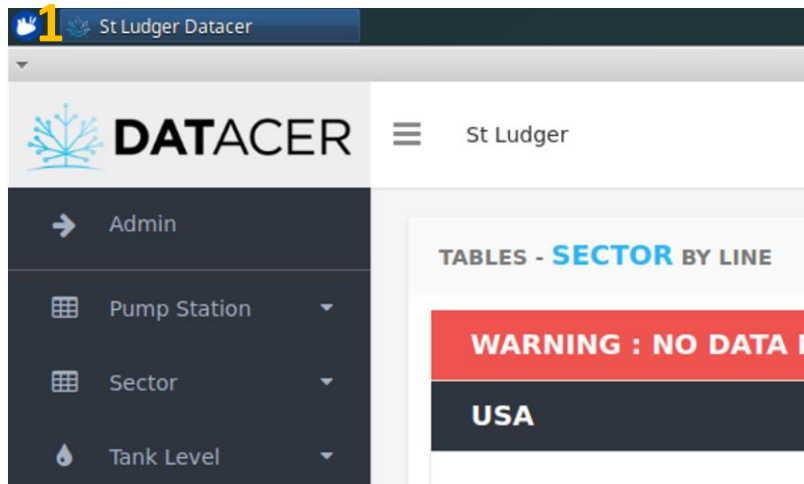 1 St Ludger Datacer
DATACER
St Ludger
Admin
Pump Station
Sector
Tank Level
TABLES - SECTOR BY LINE
WARNING : NO DATA
USA